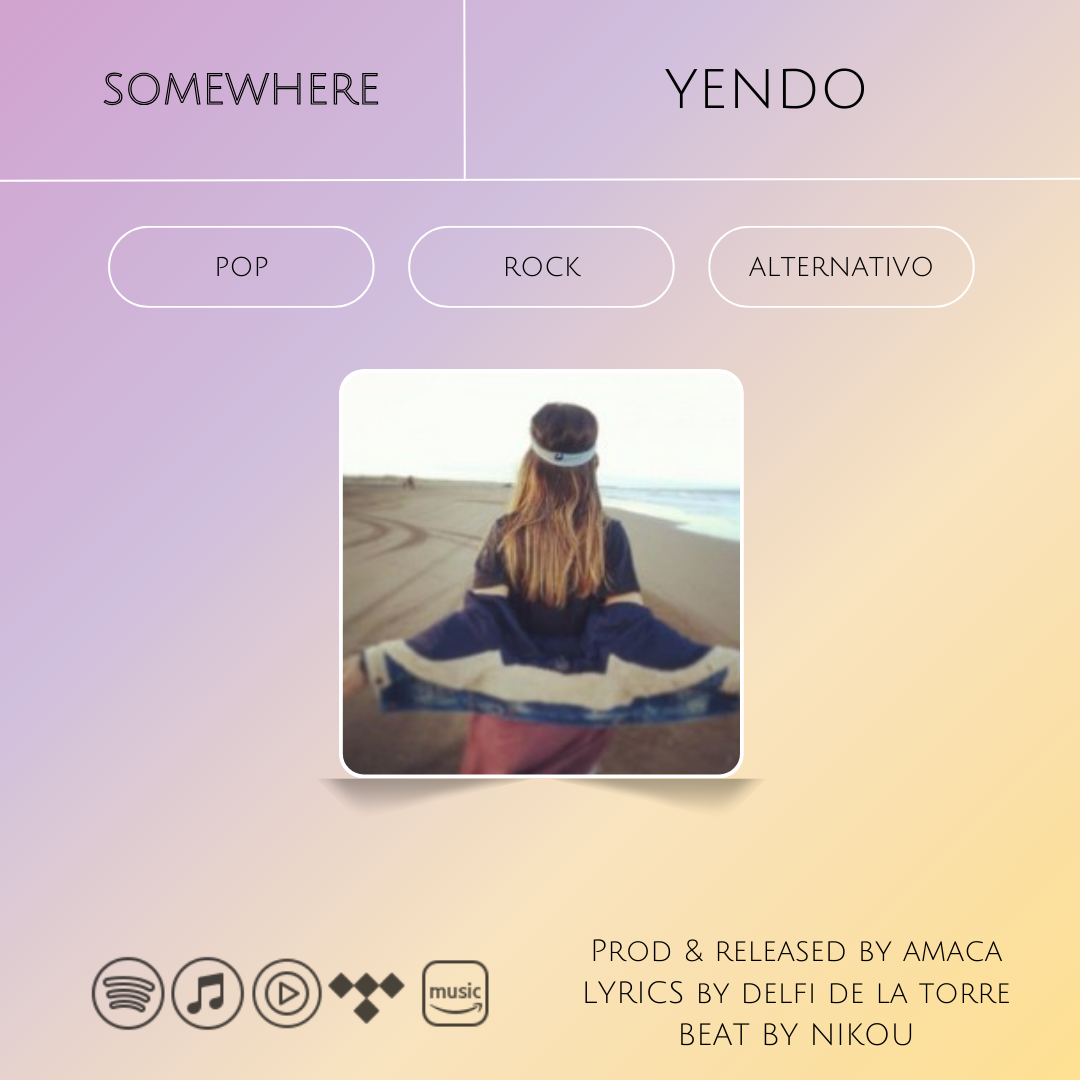 SOMEWHERE
YENDO
POP
ROCK
ALTERNATIVO
music
PROD & RELEASED BY AMACA
LYRICS BY DELFI DE LA TORRE
BEAT BY NIKOU